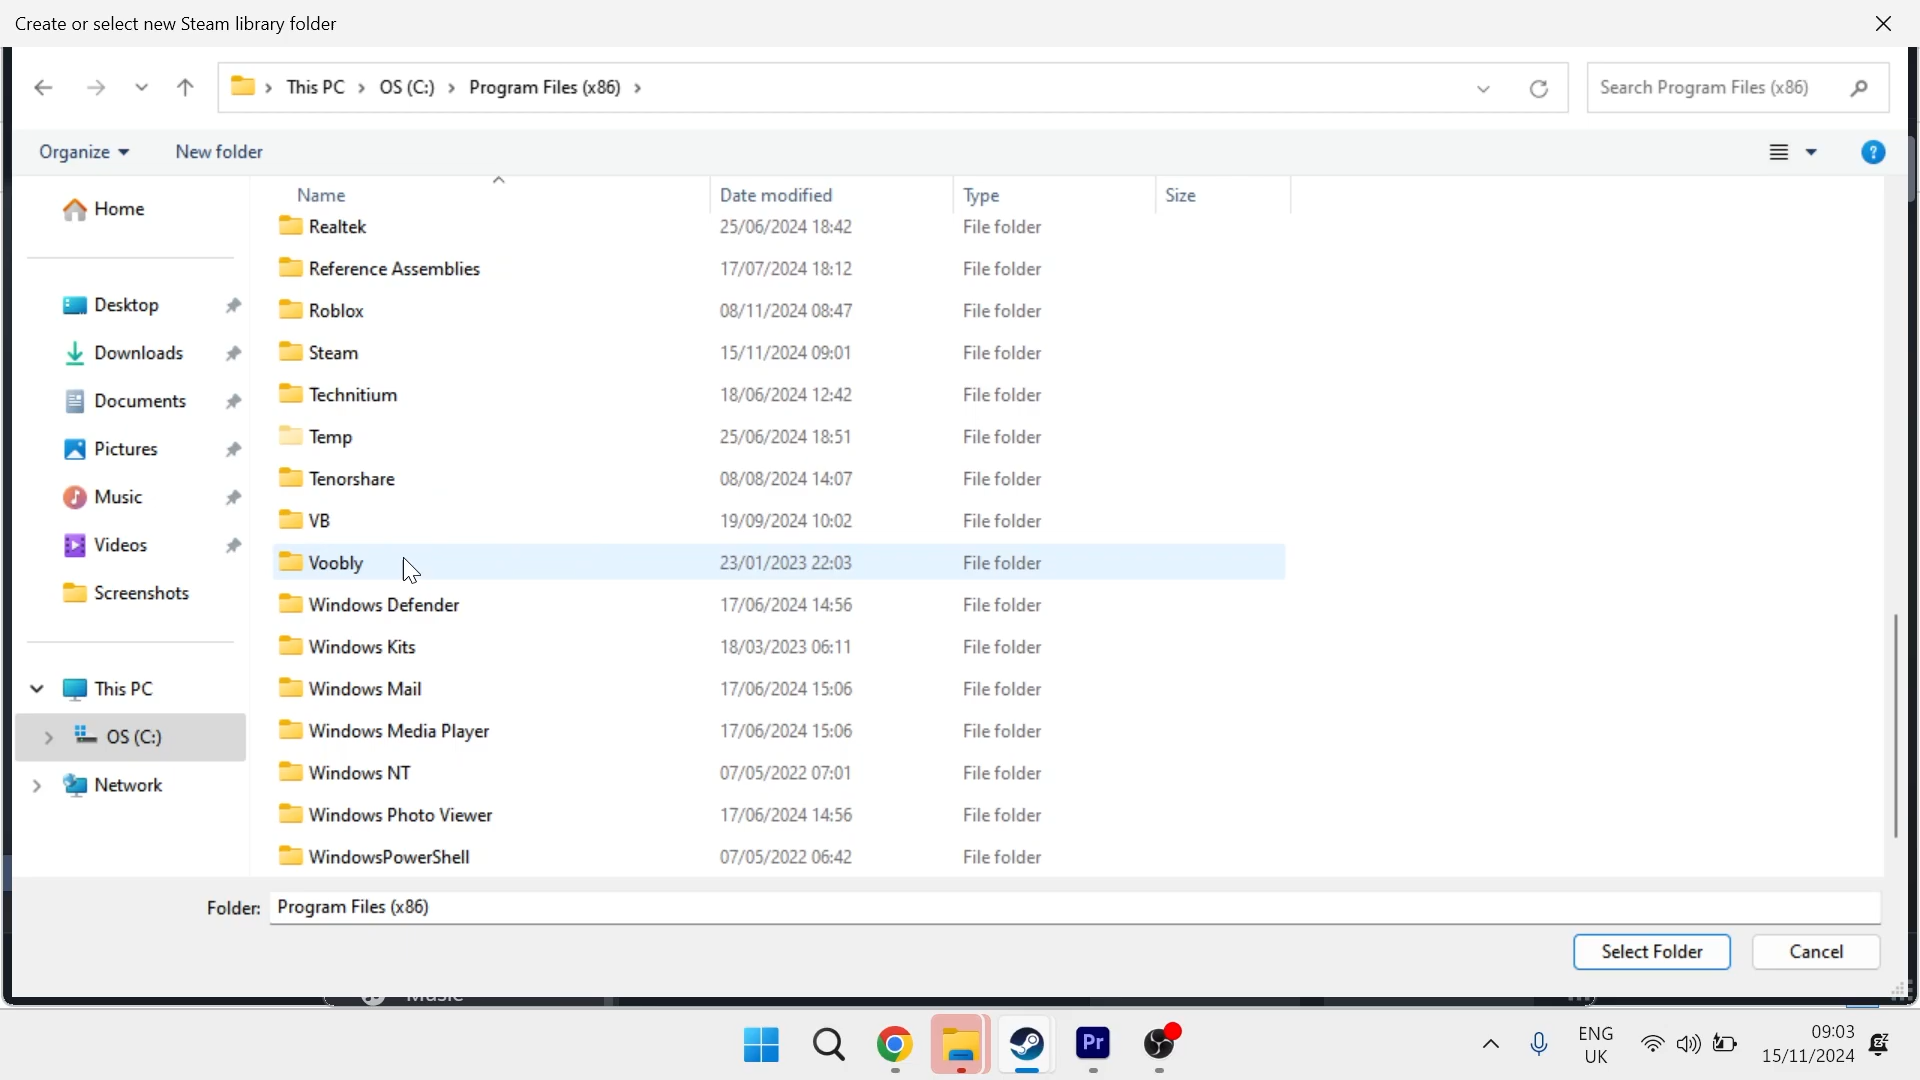 Create or select new Steam library folder
This PC OS (C:) Program Files (x86)
Search Program Files (x86)
Organize New folder
?
Name Date modified Type Size
Home
Desktop
Downloads
Documents
Pictures
Music
Videos
Screenshots
This PC
OS (C:)
Network
Realtek 25/06/2024 18:42 File folder
Reference Assemblies 17/07/2024 18:12 File folder
Roblox 08/11/2024 08:47 File folder
Steam 15/11/2024 09:01 File folder
Technitium 18/06/2024 12:42 File folder
Temp 25/06/2024 18:51 File folder
Tenorshare 08/08/2024 14:07 File folder
VB 19/09/2024 10:02 File folder
Voobly 23/01/2023 22:03 File folder
Windows Defender 17/06/2024 14:56 File folder
Windows Kits 18/03/2023 06:11 File folder
Windows Mail 17/06/2024 15:06 File folder
Windows Media Player 17/06/2024 15:06 File folder
Windows NT 07/05/2022 07:01 File folder
Windows Photo Viewer 17/06/2024 14:56 File folder
WindowsPowerShell 07/05/2022 06:42 File folder
Folder: Program Files (x86)
Select Folder Cancel
Music
Pr
ENG
UK
09:03
15/11/2024